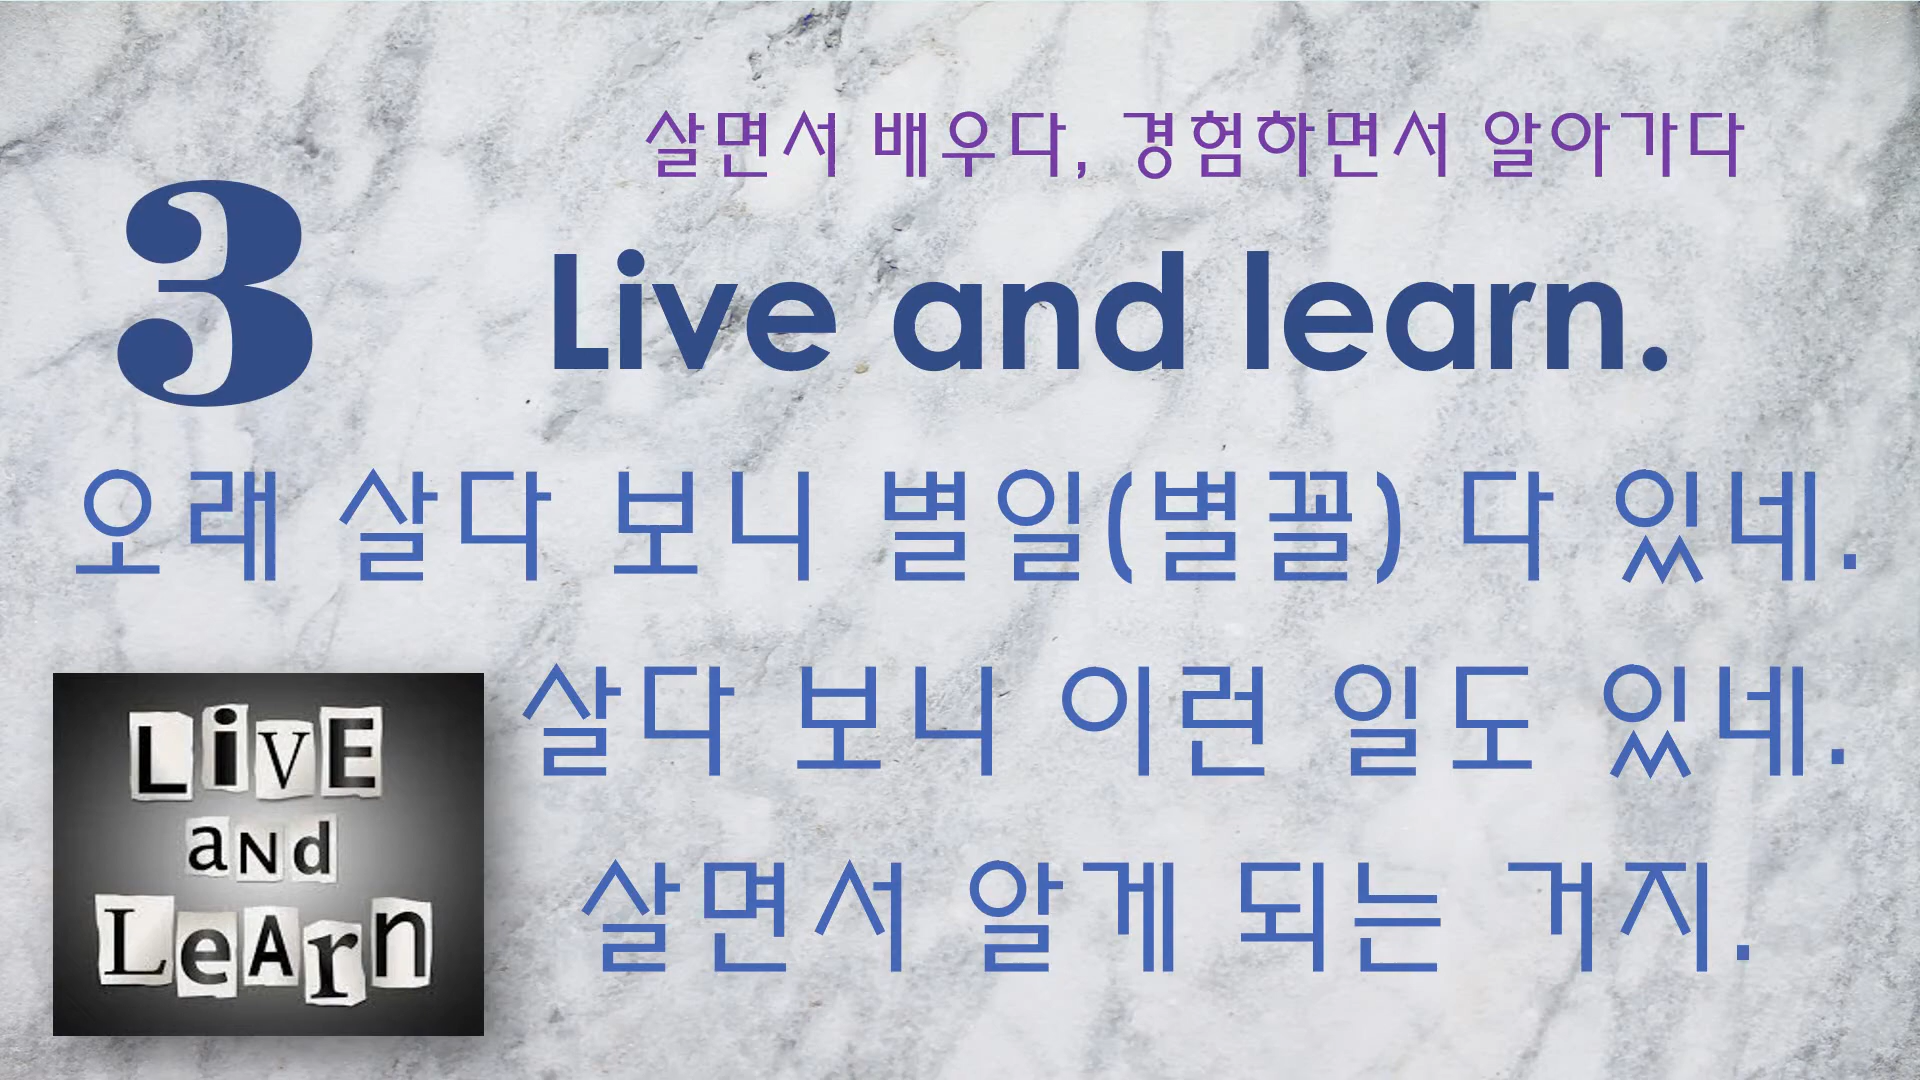 살면서 배우다, 경험하면서 알아가다
3
Live and learn.
오래 살다 보니 별일(별꼴) 다 있네.
살다 보니 이런 일도 있네.
살면서 알게 되는 거지.
LiVE
aNd
LeArn